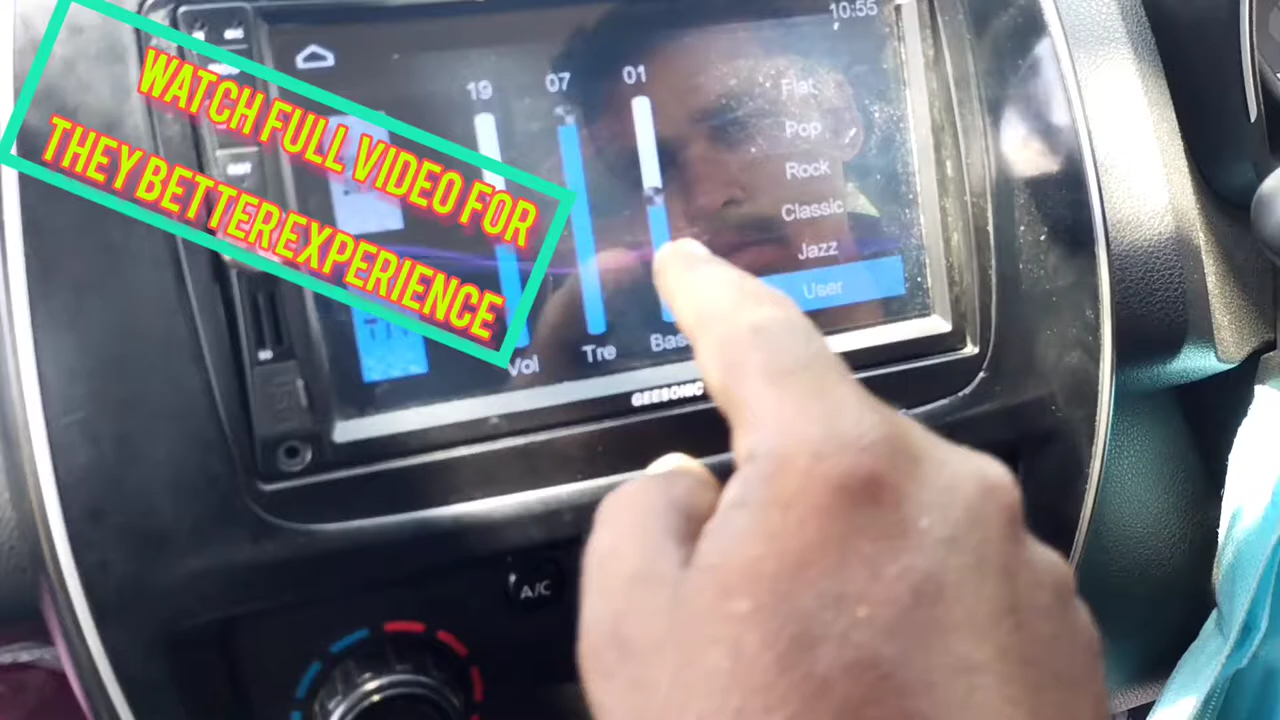 WATCH FULL VIDEO FOR
THEY BETTER EXPERIENCE
10:55
19 07 01
Flat
Pop
Rock
Classic
Jazz
User
Vol Tre Bas
GEESONIC
A/C